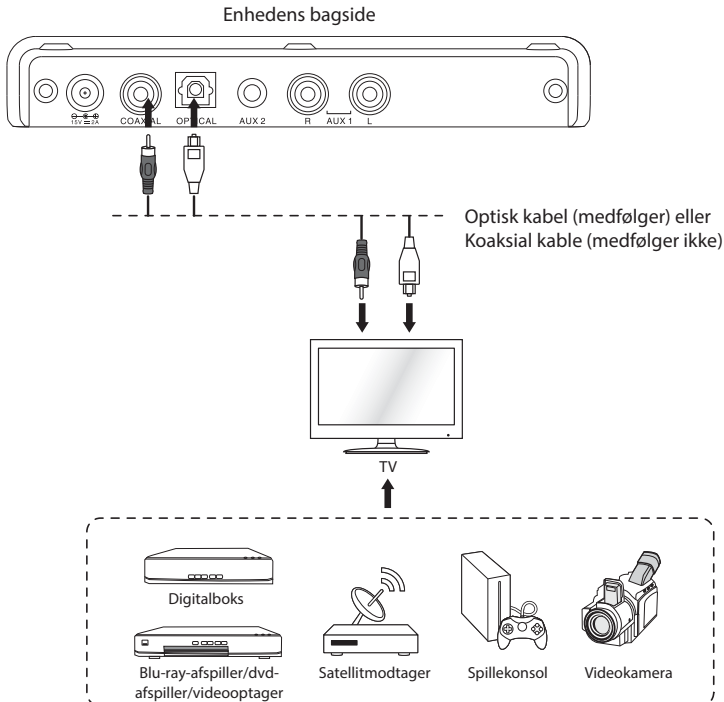 Enhedens bagside
15V 2A COAXIAL OPTICAL AUX 2 R AUX 1 L
Optisk kabel (medfølger) eller
Koaksial kable (medfølger ikke)
TV
Digitalboks
Blu-ray-afspiller/dvd-
afspiller/videooptager
Satellitmodtager
Spillekonsol
Videokamera